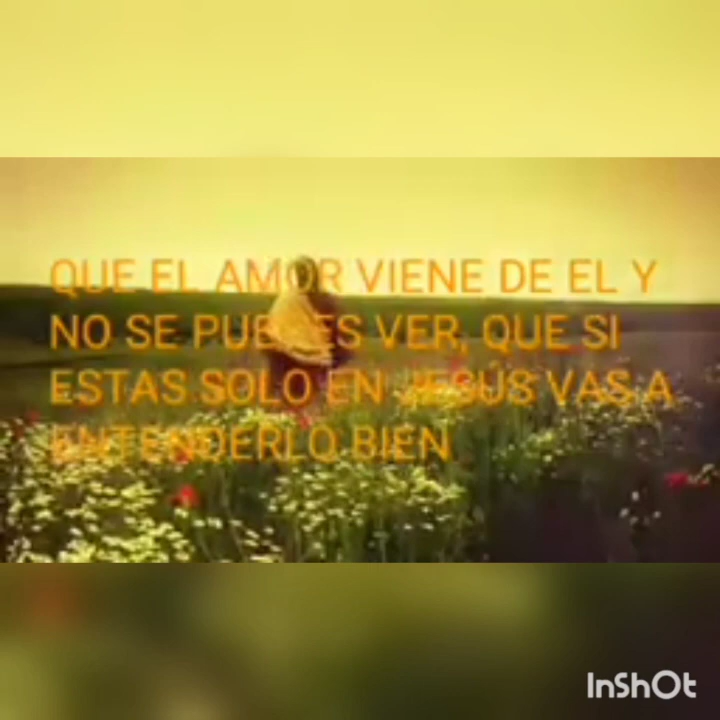 QUE EL AMOR VIENE DE EL Y
NO SE PUEDES VER, QUE SI
ESTAS SOLO EN JESÚS VAS A
ENTENDERLO BIEN
InShOt